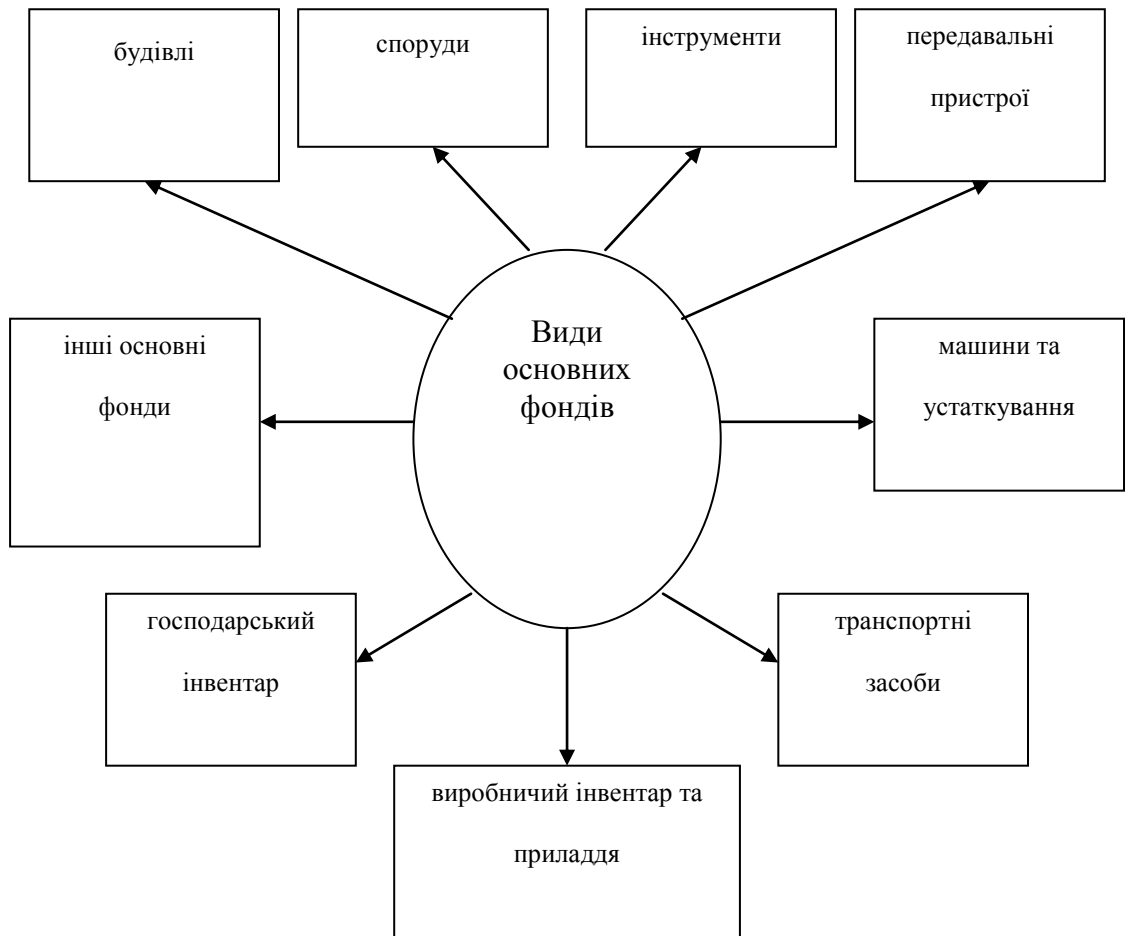 будівлі
споруди
інструменти
передавальні
пристрої
Види
основних
фондів
інші основні
фонди
машини та
устаткування
господарський
інвентар
транспортні
засоби
виробничий інвентар та
приладдя